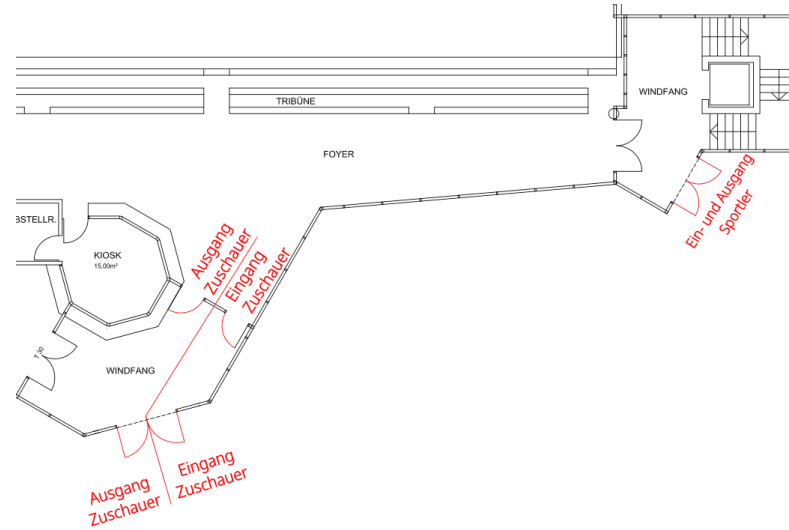 WINDFANG
TRIBÜNE
FOYER
Ein- und Ausgang
Sportler
BSTELLR.
KIOSK
15,00m²
Ausgang
Zuschauer
Eingang
Zuschauer
T 30
WINDFANG
Ausgang
Zuschauer
Eingang
Zuschauer